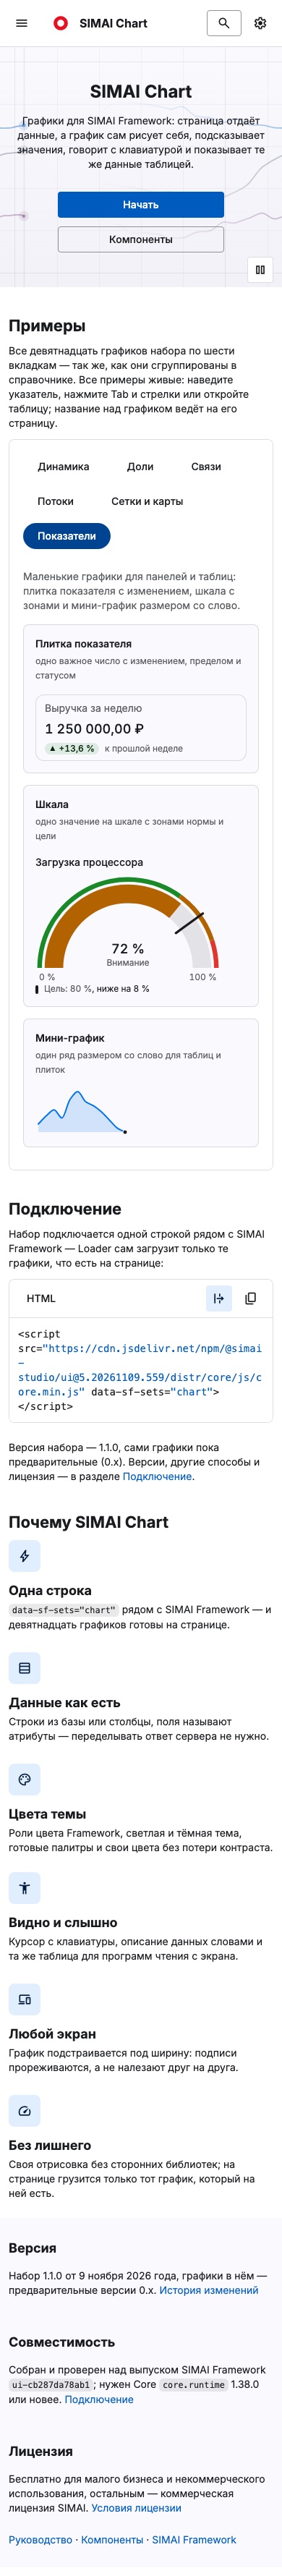 SIMAI Chart
SIMAI Chart
Графики для SIMAI Framework: страница отдаёт
данные, а график сам рисует себя, подсказывает
значения, говорит с клавиатурой и показывает те
же данные таблицей.
Начать
Компоненты
Примеры
Все девятнадцать графиков набора по шести
вкладкам — так же, как они сгруппированы в
справочнике. Все примеры живые: наведите
указатель, нажмите Tab и стрелки или откройте
таблицу; название над графиком ведёт на его
страницу.
Динамика Доли Связи
Потоки Сетки и карты
Показатели
Маленькие графики для панелей и таблиц:
плитка показателя с изменением, шкала с
зонами и мини-график размером со слово.
Плитка показателя
одно важное число с изменением, пределом и
статусом
Выручка за неделю
1 250 000,00 ₽
▲ +13,6 % к прошлой неделе
Шкала
одно значение на шкале с зонами нормы и
цели
Загрузка процессора
72 %
Внимание
0 % 100 %
Цель: 80 %, ниже на 8 %
Мини-график
один ряд размером со слово для таблиц и
плиток
Подключение
Набор подключается одной строкой рядом с SIMAI
Framework — Loader сам загрузит только те
графики, что есть на странице:
HTML
<script
src="https://cdn.jsdelivr.net/npm/@simai
-
studio/ui@5.20261109.559/distr/core/js/c
ore.min.js" data-sf-sets="chart">
</script>
Версия набора — 1.1.0, сами графики пока
предварительные (0.x). Версии, другие способы и
лицензия — в разделе Подключение.
Почему SIMAI Chart
Одна строка
data-sf-sets="chart" рядом с SIMAI Framework — и
девятнадцать графиков готовы на странице.
Данные как есть
Строки из базы или столбцы, поля называют
атрибуты — переделывать ответ сервера не нужно.
Цвета темы
Роли цвета Framework, светлая и тёмная тема,
готовые палитры и свои цвета без потери контраста.
Видно и слышно
Курсор с клавиатуры, описание данных словами и
та же таблица для программ чтения с экрана.
Любой экран
График подстраивается под ширину: подписи
прореживаются, а не налезают друг на друга.
Без лишнего
Своя отрисовка без сторонних библиотек; на
странице грузится только тот график, который на
ней есть.
Версия
Набор 1.1.0 от 9 ноября 2026 года, графики в нём —
предварительные версии 0.x. История изменений
Совместимость
Собран и проверен над выпуском SIMAI Framework
ui-cb287da78ab1; нужен Core core.runtime 1.38.0
или новее. Подключение
Лицензия
Бесплатно для малого бизнеса и некоммерческого
использования, остальным — коммерческая
лицензия SIMAI. Условия лицензии
Руководство · Компоненты · SIMAI Framework